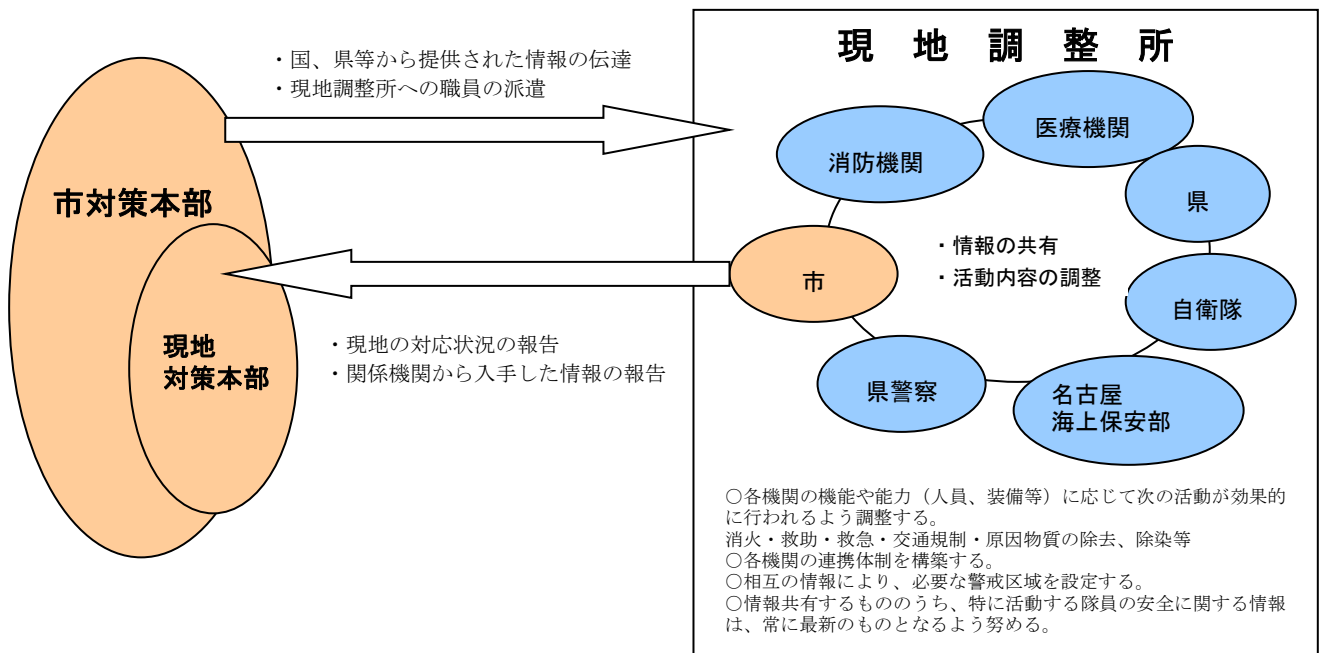 ・国、県等から提供された情報の伝達
・現地調整所への職員の派遣
市対策本部
現地
対策本部
・現地の対応状況の報告
・関係機関から入手した情報の報告
現地調整所
医療機関
消防機関
県
・情報の共有
・活動内容の調整
市
自衛隊
県警察
名古屋
海上保安部
○各機関の機能や能力（人員、装備等）に応じて次の活動が効果的
に行われるよう調整する。
消火・救助・救急・交通規制・原因物質の除去、除染等
○各機関の連携体制を構築する。
○相互の情報により、必要な警戒区域を設定する。
○情報共有するもののうち、特に活動する隊員の安全に関する情報
は、常に最新のものとなるよう努める。